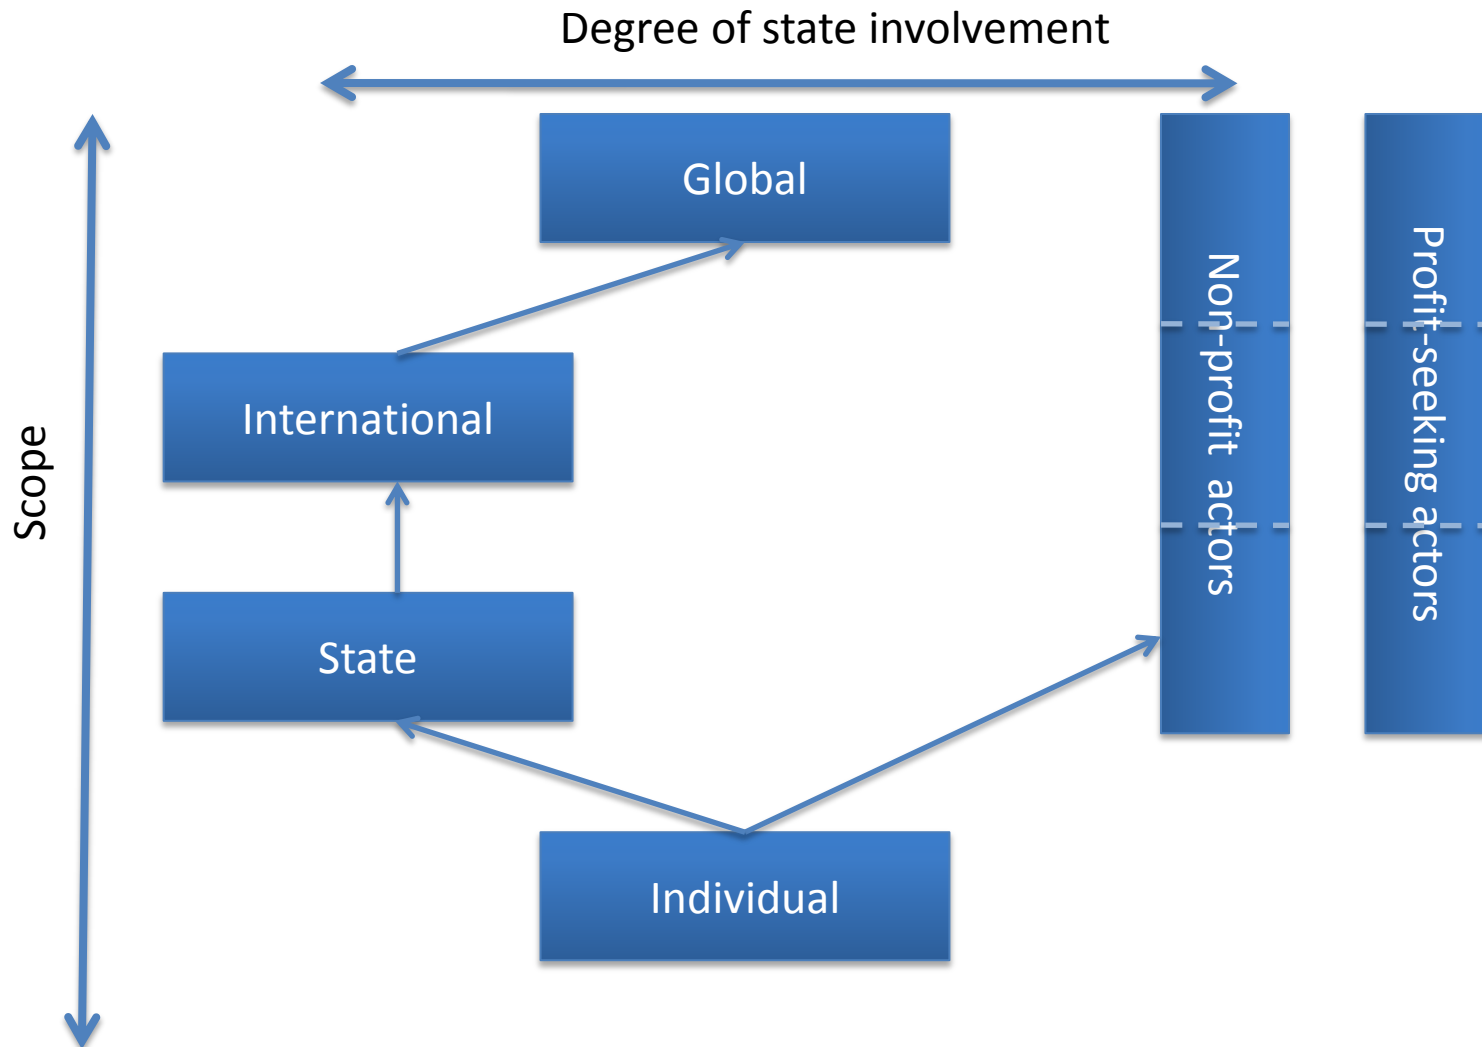 Degree of state involvement
Global
Non-profit actors
Profit-seeking actors
International
Scope
State
Individual